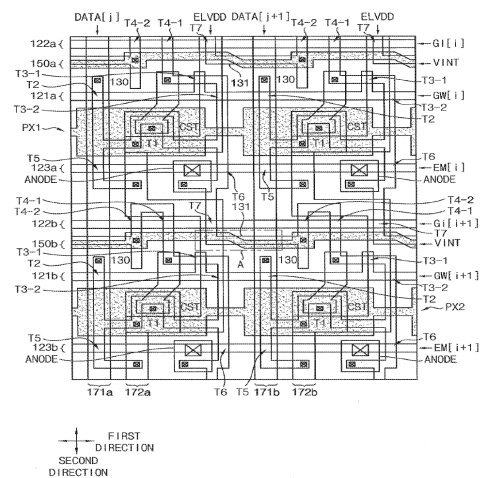 DATA[j] ELVDD DATA[j+1] ELVDD
T4-2 T4-1 T7 T4-2 T4-1 T7
122a GI[i]
150a VINT
T3-1 130 131 130 T3-1
T2
121a GW[i]
T3-2 T3-2
T2
PX1 CST CST
T1 T1
T5 T6
123a EM[i]
ANODE ANODE
T4-1 T6 T5 T4-2
T4-2 T7 131 T4-1
122b Gi[i+1]
T7
150b VINT
T3-1 130 A 130 T3-1
T2
121b GW[i+1]
T3-2 T2
CST CST PX2
T1 T1
T5 T6
123b EM[i+1]
ANODE ANODE
T6 T5
171a 172a 171b 172b
FIRST
DIRECTION
SECOND
DIRECTION